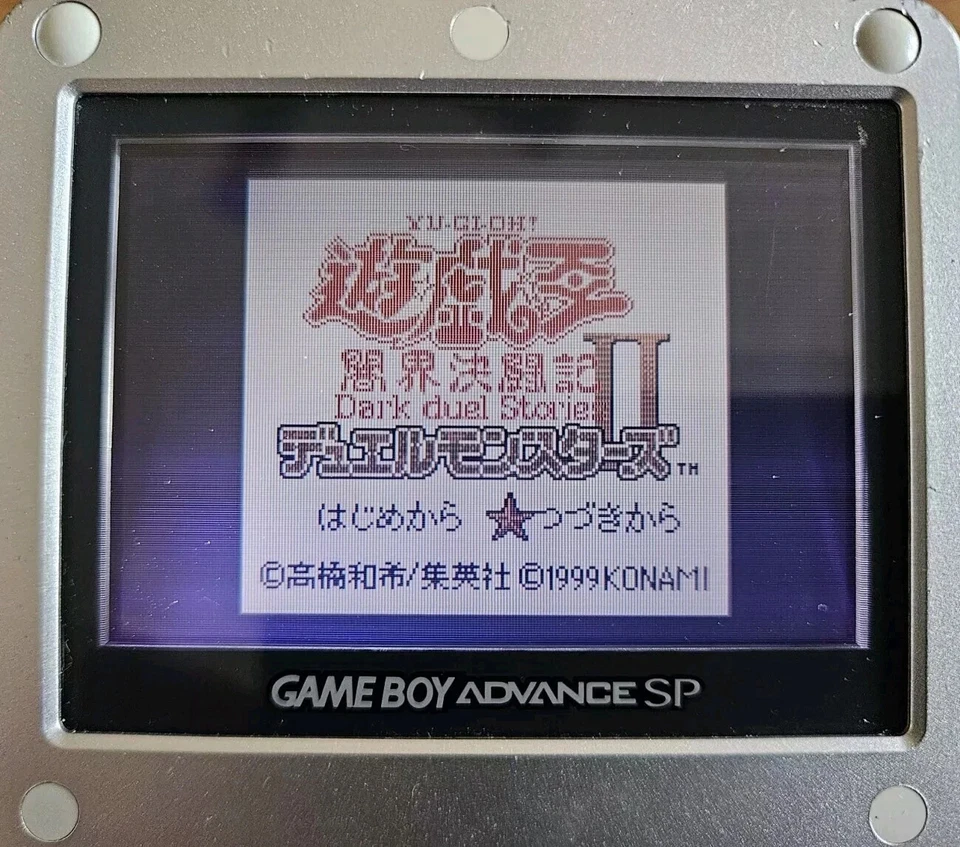 YU-GI-OH!
遊戯王
闇界決闘記 II
Dark duel Stories
デュエルモンスターズ™
はじめから ★つづきから
©高橋和希/集英社 ©1999KONAMI
GAME BOY ADVANCE SP